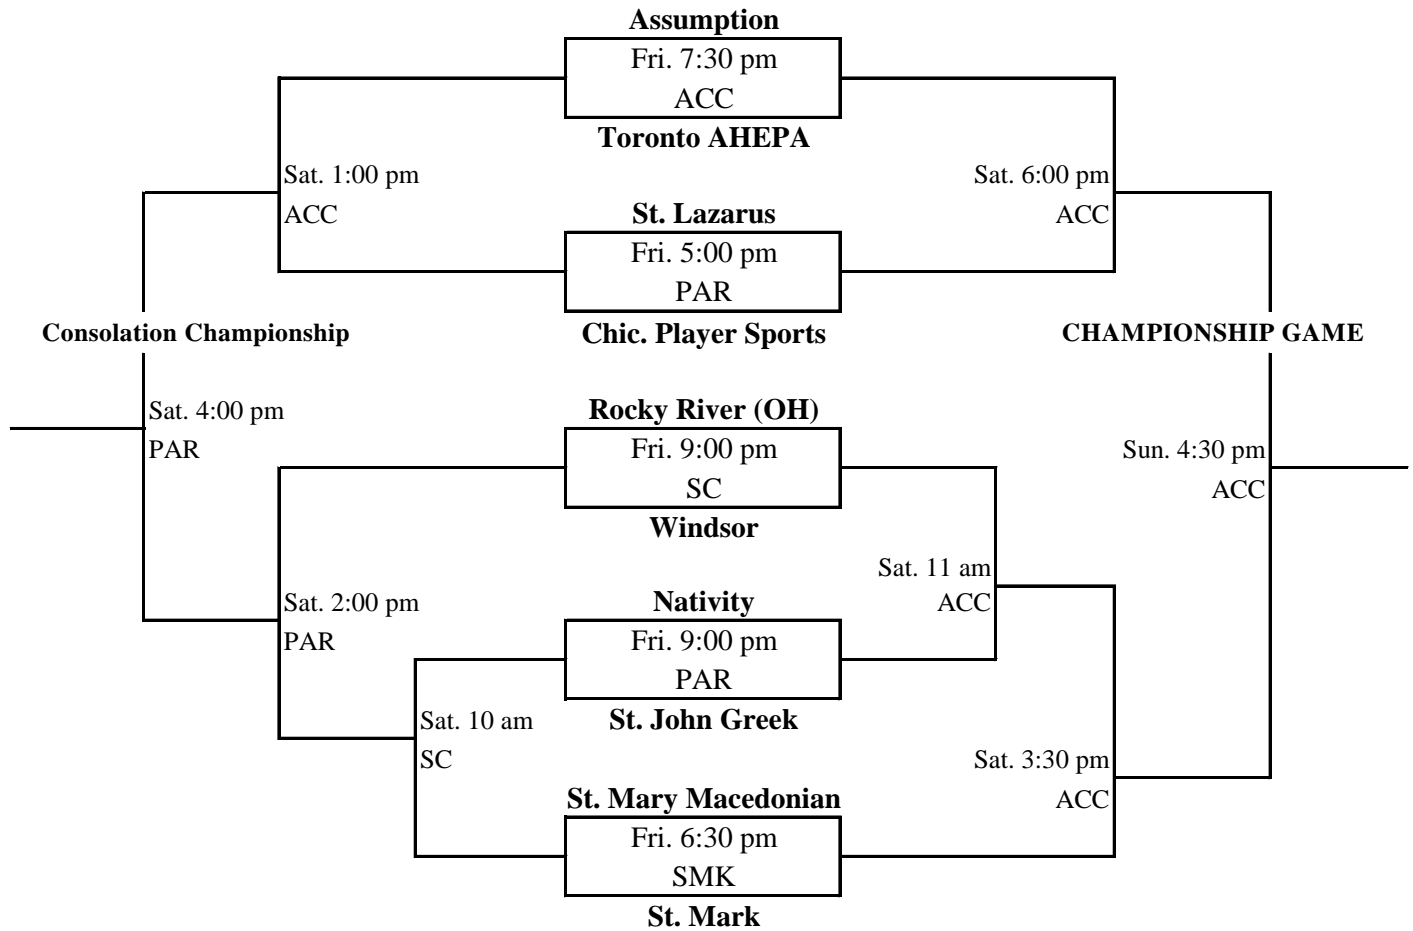 Assumption
Fri. 7:30 pm
ACC
Toronto AHEPA
Sat. 1:00 pm
ACC
Sat. 6:00 pm
ACC
St. Lazarus
Fri. 5:00 pm
PAR
Chic. Player Sports
Consolation Championship
CHAMPIONSHIP GAME
Sat. 4:00 pm
PAR
Rocky River (OH)
Fri. 9:00 pm
SC
Windsor
Sun. 4:30 pm
ACC
Sat. 11 am
ACC
Sat. 2:00 pm
PAR
Nativity
Fri. 9:00 pm
PAR
St. John Greek
Sat. 10 am
SC
Sat. 3:30 pm
ACC
St. Mary Macedonian
Fri. 6:30 pm
SMK
St. Mark